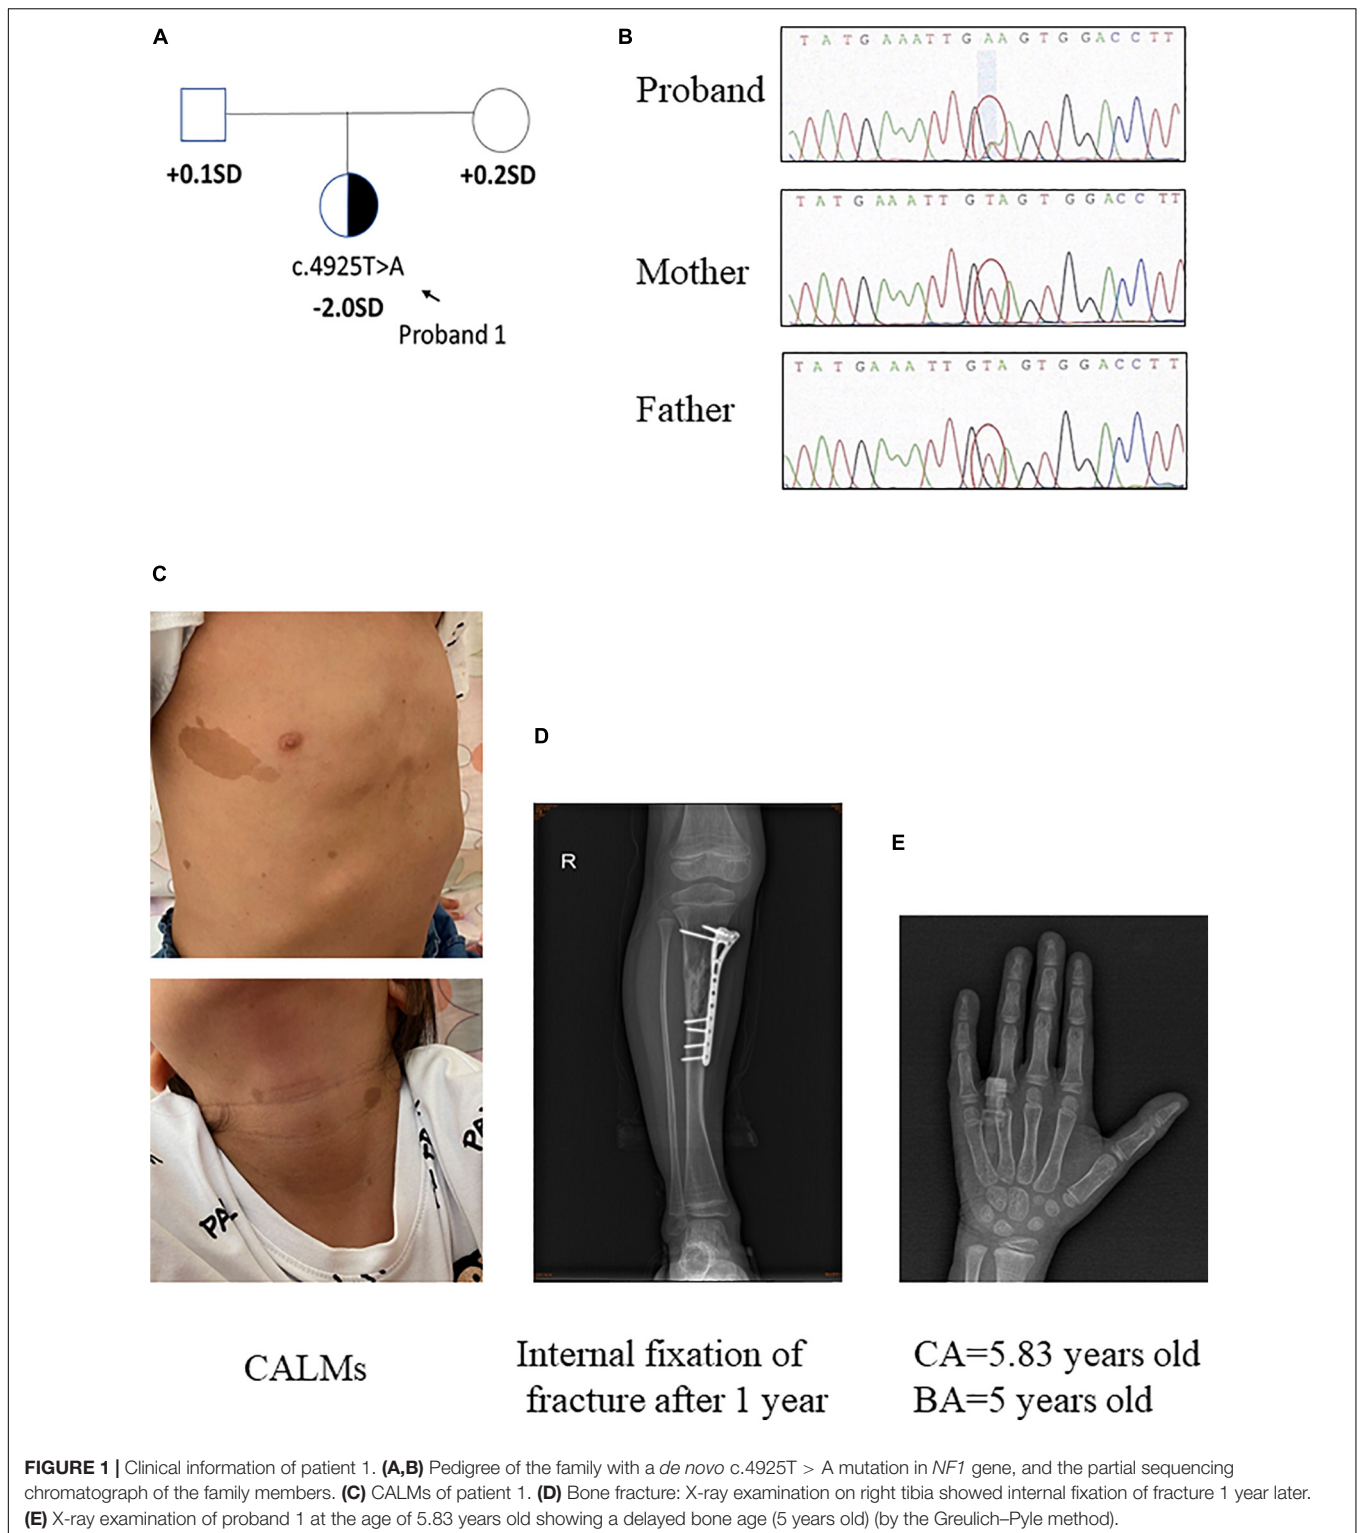 A
+0.1SD
+0.2SD
c.4925T>A
-2.0SD
Proband 1
B
Proband
T A T G A A A T T G A A G T G G A C C T T
Mother
T A T G A A A T T G T A G T G G A C C T T
Father
T A T G A A A T T G T A G T G G A C C T T
C
PA
PA
CALMs
D
R
Internal fixation of
fracture after 1 year
E
CA=5.83 years old
BA=5 years old
FIGURE 1 | Clinical information of patient 1. (A,B) Pedigree of the family with a de novo c.4925T > A mutation in NF1 gene, and the partial sequencing
chromatograph of the family members. (C) CALMs of patient 1. (D) Bone fracture: X-ray examination on right tibia showed internal fixation of fracture 1 year later.
(E) X-ray examination of proband 1 at the age of 5.83 years old showing a delayed bone age (5 years old) (by the Greulich–Pyle method).